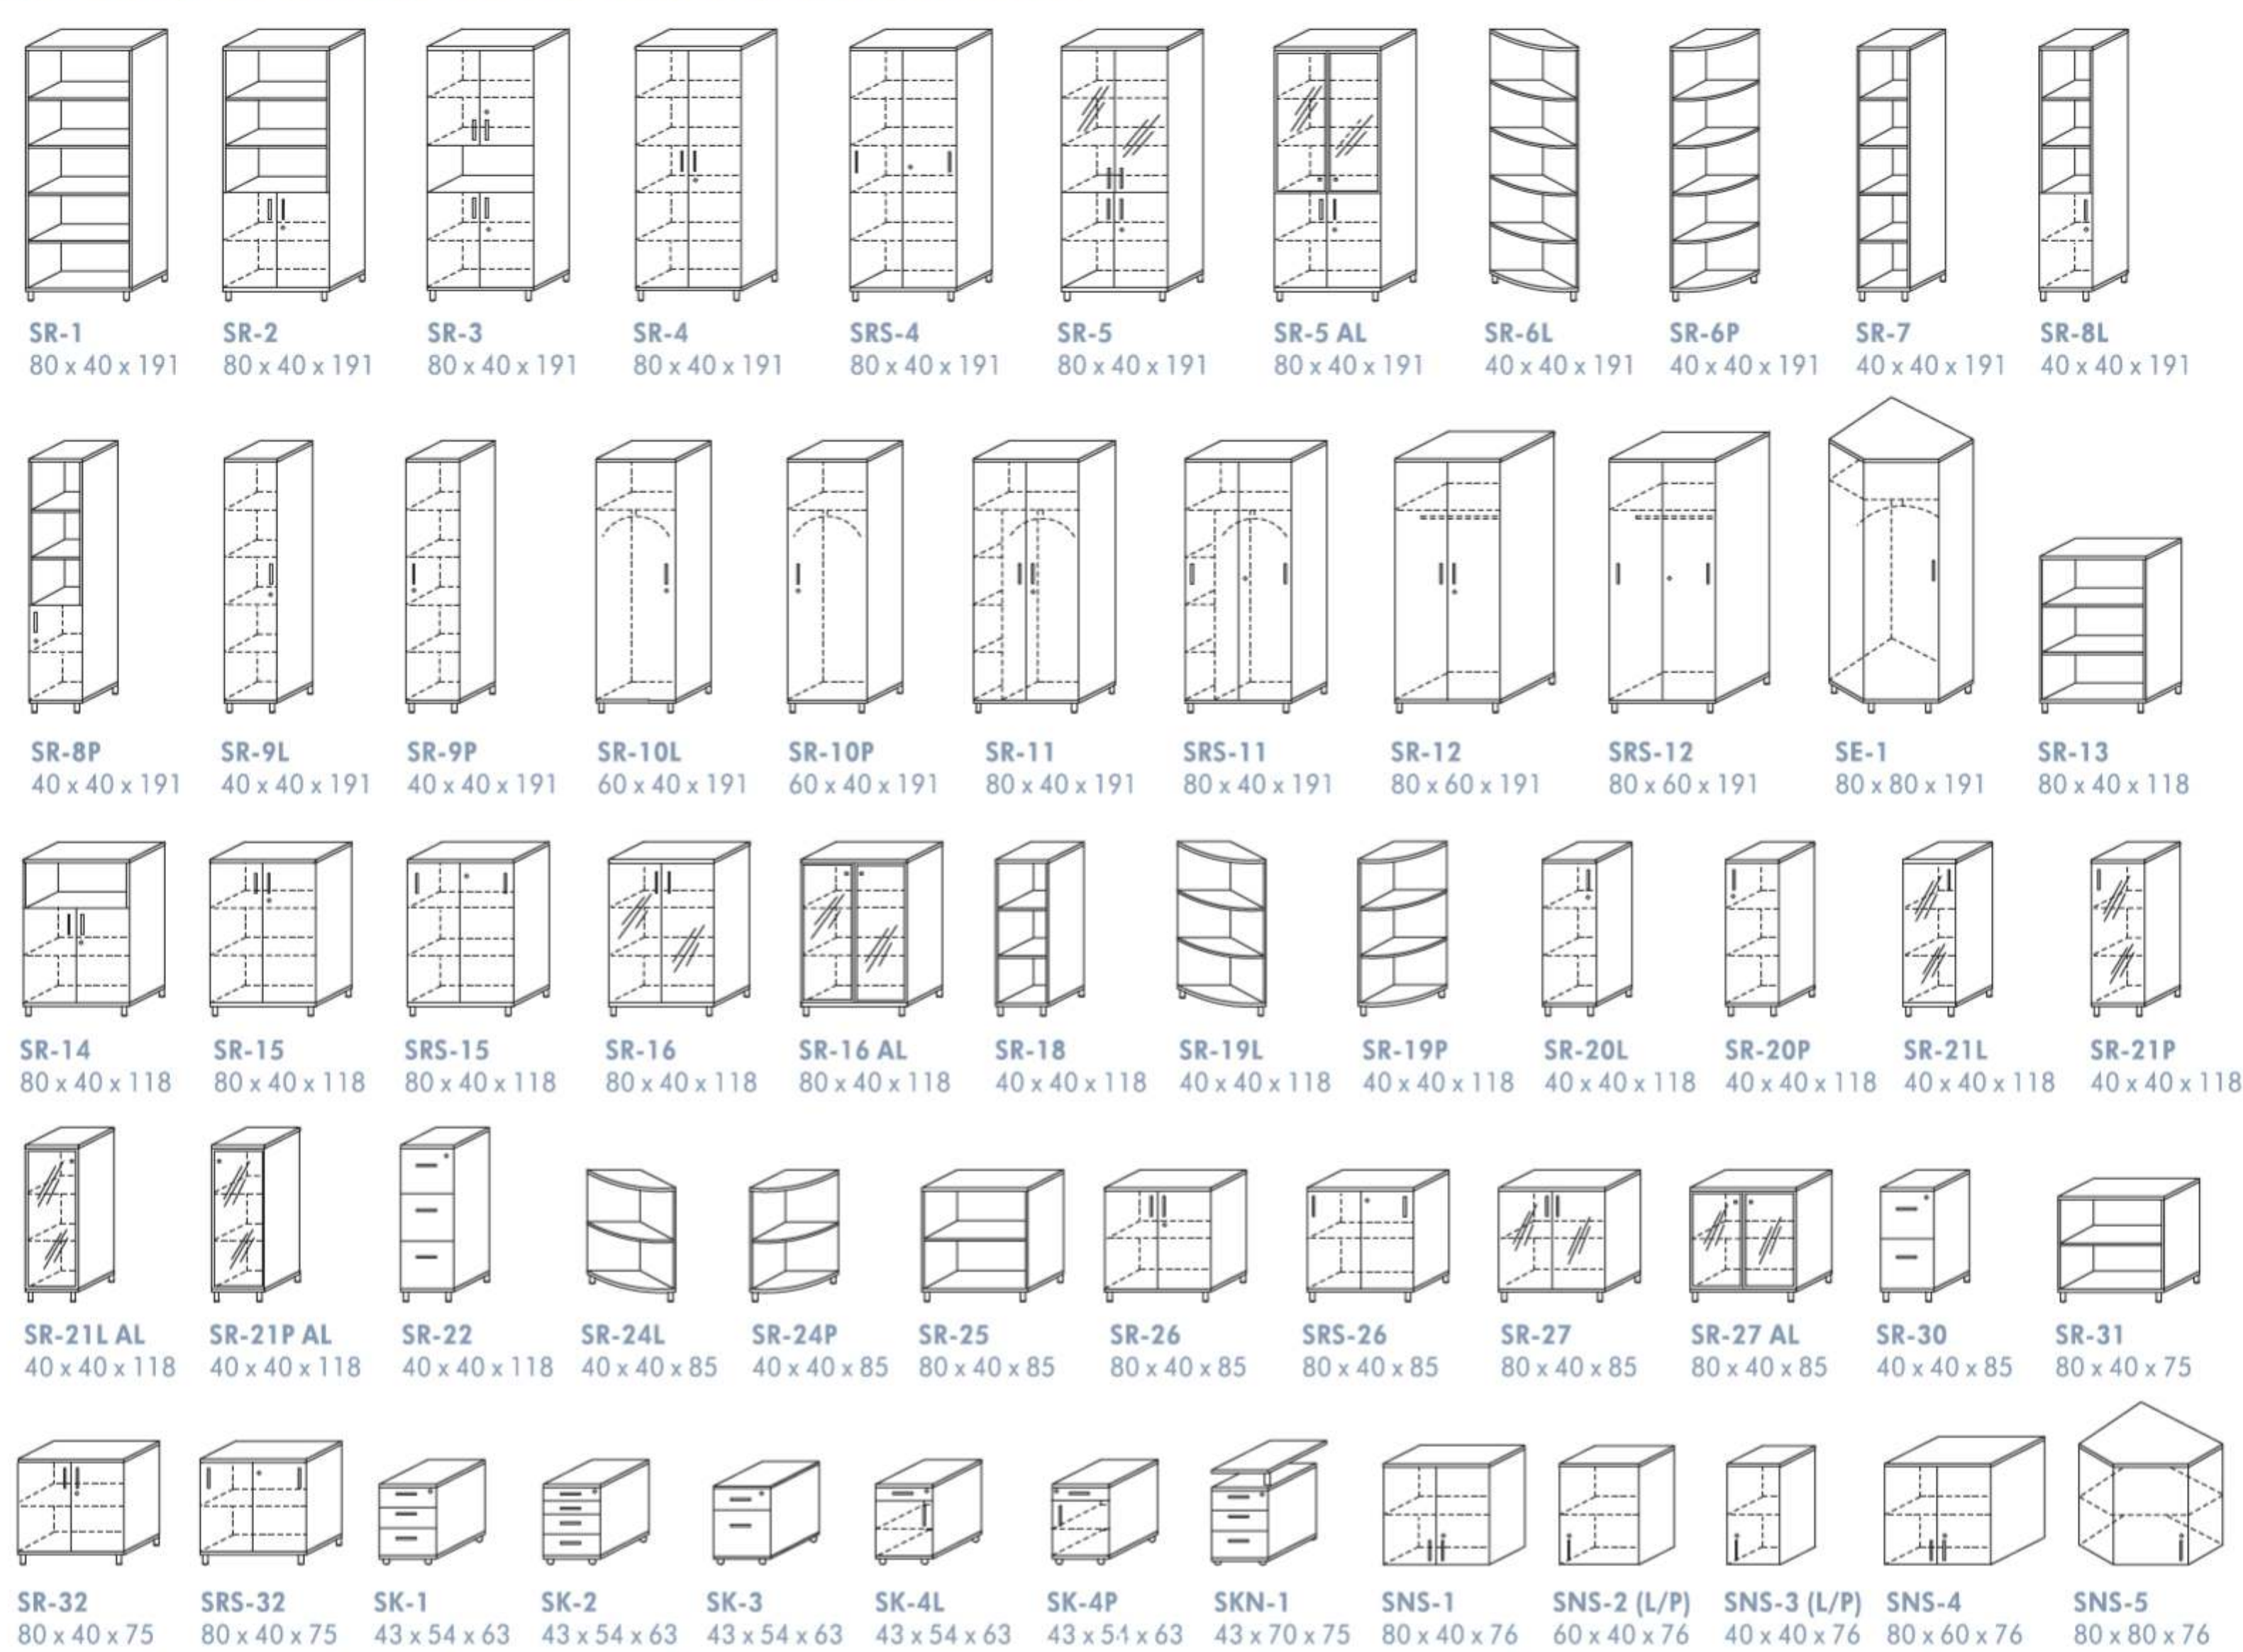 SR-1 SR-2 SR-3 SR-4 SRS-4 SR-5 SR-5 AL SR-6L SR-6P SR-7 SR-8L
80 x 40 x 191 80 x 40 x 191 80 x 40 x 191 80 x 40 x 191 80 x 40 x 191 80 x 40 x 191 80 x 40 x 191 40 x 40 x 191 40 x 40 x 191 40 x 40 x 191 40 x 40 x 191
SR-8P SR-9L SR-9P SR-10L SR-10P SR-11 SRS-11 SR-12 SRS-12 SE-1 SR-13
40 x 40 x 191 40 x 40 x 191 40 x 40 x 191 60 x 40 x 191 60 x 40 x 191 80 x 40 x 191 80 x 40 x 191 80 x 60 x 191 80 x 60 x 191 80 x 80 x 191 80 x 40 x 118
SR-14 SR-15 SRS-15 SR-16 SR-16 AL SR-18 SR-19L SR-19P SR-20L SR-20P SR-21L SR-21P
80 x 40 x 118 80 x 40 x 118 80 x 40 x 118 80 x 40 x 118 80 x 40 x 118 40 x 40 x 118 40 x 40 x 118 40 x 40 x 118 40 x 40 x 118 40 x 40 x 118 40 x 40 x 118 40 x 40 x 118
SR-21L AL SR-21P AL SR-22 SR-24L SR-24P SR-25 SR-26 SRS-26 SR-27 SR-27 AL SR-30 SR-31
40 x 40 x 118 40 x 40 x 118 40 x 40 x 118 40 x 40 x 85 40 x 40 x 85 80 x 40 x 85 80 x 40 x 85 80 x 40 x 85 80 x 40 x 85 80 x 40 x 85 40 x 40 x 85 80 x 40 x 75
SR-32 SRS-32 SK-1 SK-2 SK-3 SK-4L SK-4P SKN-1 SNS-1 SNS-2 (L/P) SNS-3 (L/P) SNS-4 SNS-5
80 x 40 x 75 80 x 40 x 75 43 x 54 x 63 43 x 54 x 63 43 x 54 x 63 43 x 54 x 63 43 x 54 x 63 43 x 70 x 75 80 x 40 x 76 60 x 40 x 76 40 x 40 x 76 80 x 60 x 76 80 x 80 x 76